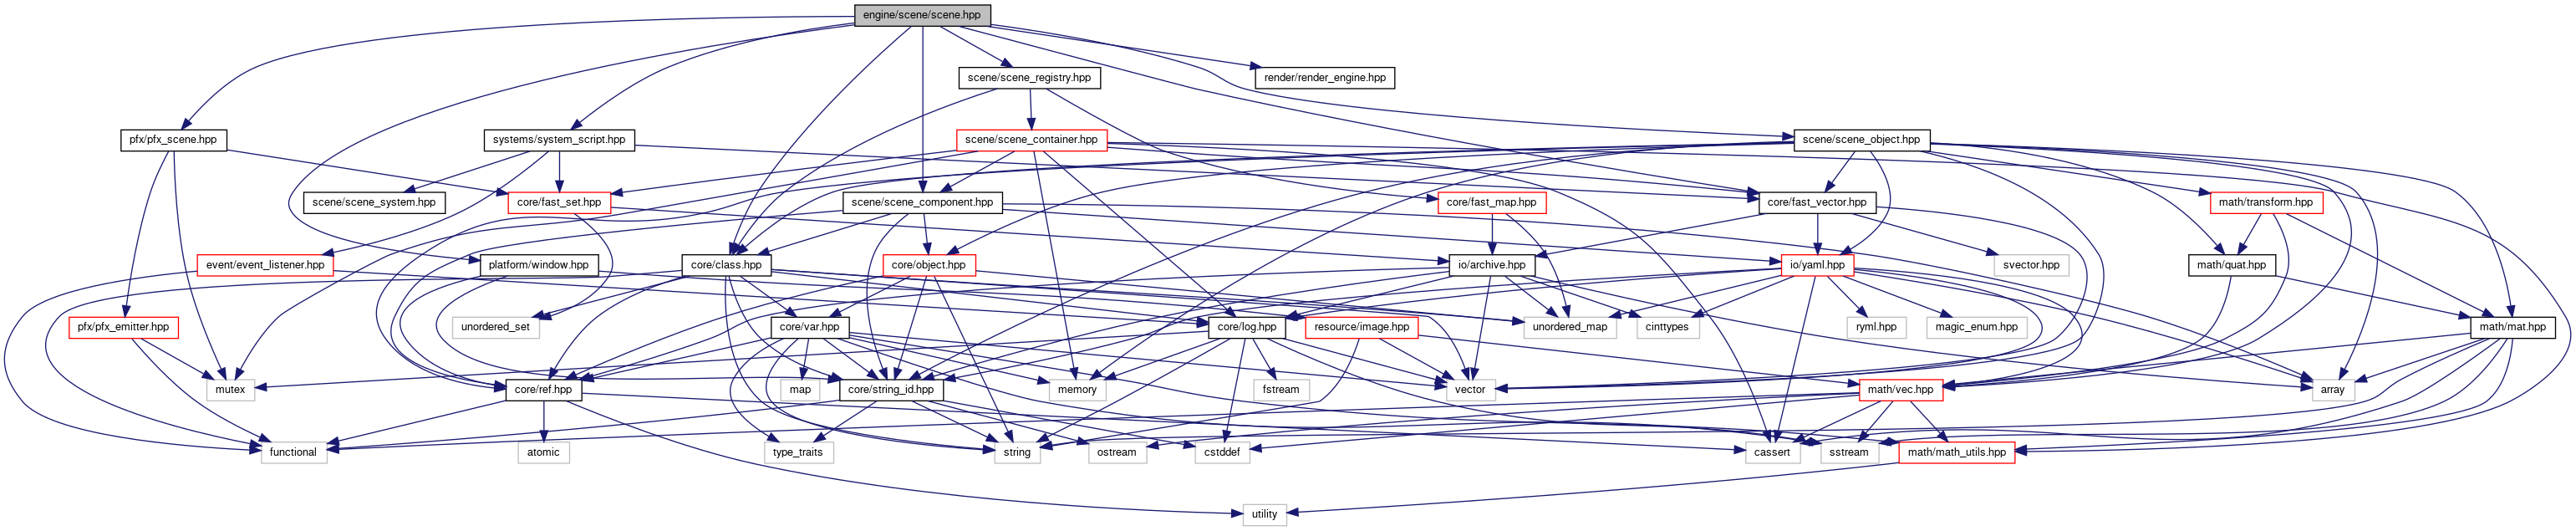 engine/scene/scene.hpp
scene/scene_registry.hpp
render/render_engine.hpp
pfx/pfx_scene.hpp
systems/system_script.hpp
scene/scene_container.hpp
scene/scene_object.hpp
scene/scene_system.hpp
core/fast_set.hpp
scene/scene_component.hpp
core/fast_map.hpp
core/fast_vector.hpp
math/transform.hpp
event/event_listener.hpp
platform/window.hpp
core/class.hpp
core/object.hpp
io/archive.hpp
io/yaml.hpp
svector.hpp
math/quat.hpp
pfx/pfx_emitter.hpp
unordered_set
core/var.hpp
core/log.hpp
resource/image.hpp
unordered_map
cinttypes
ryml.hpp
magic_enum.hpp
math/mat.hpp
mutex
core/ref.hpp
map
core/string_id.hpp
memory
fstream
vector
math/vec.hpp
array
functional
atomic
type_traits
string
ostream
cstddef
cassert
sstream
math/math_utils.hpp
utility